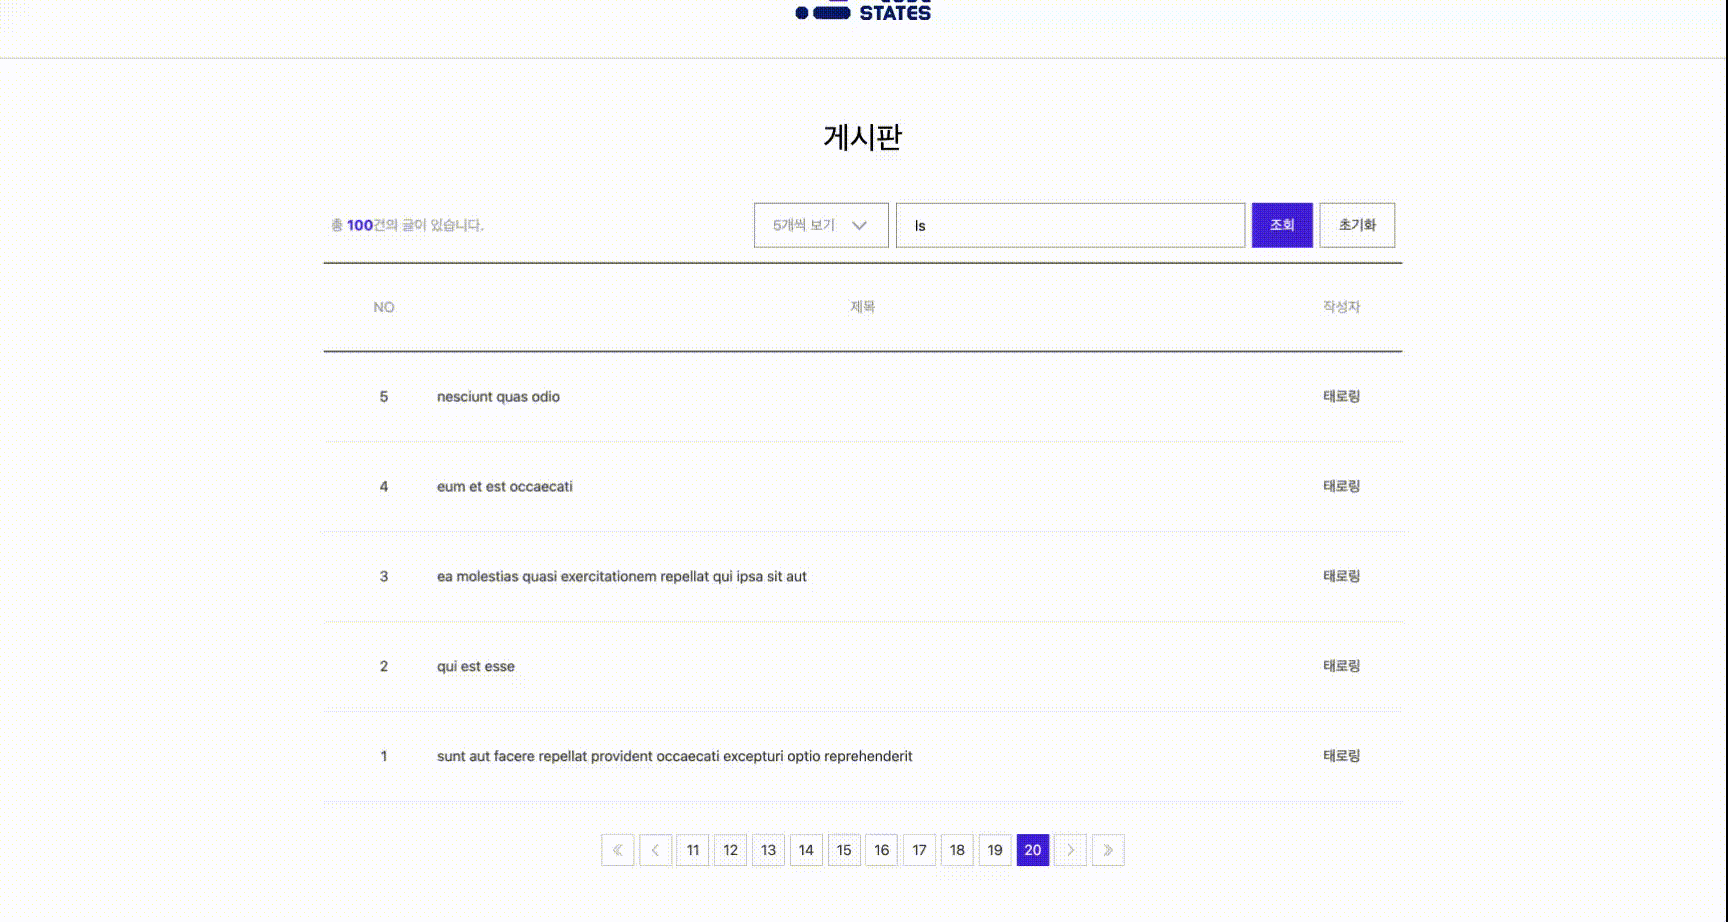 STATES
게시판
총 100건의 글이 있습니다.
5개씩 보기
Is
조회
초기화
NO 제목 작성자
5 nesciunt quas odio 태로링
4 eum et est occaecati 태로링
3 ea molestias quasi exercitationem repellat qui ipsa sit aut 태로링
2 qui est esse 태로링
1 sunt aut facere repellat provident occaecati excepturi optio reprehenderit 태로링
« < 11 12 13 14 15 16 17 18 19 20 > »